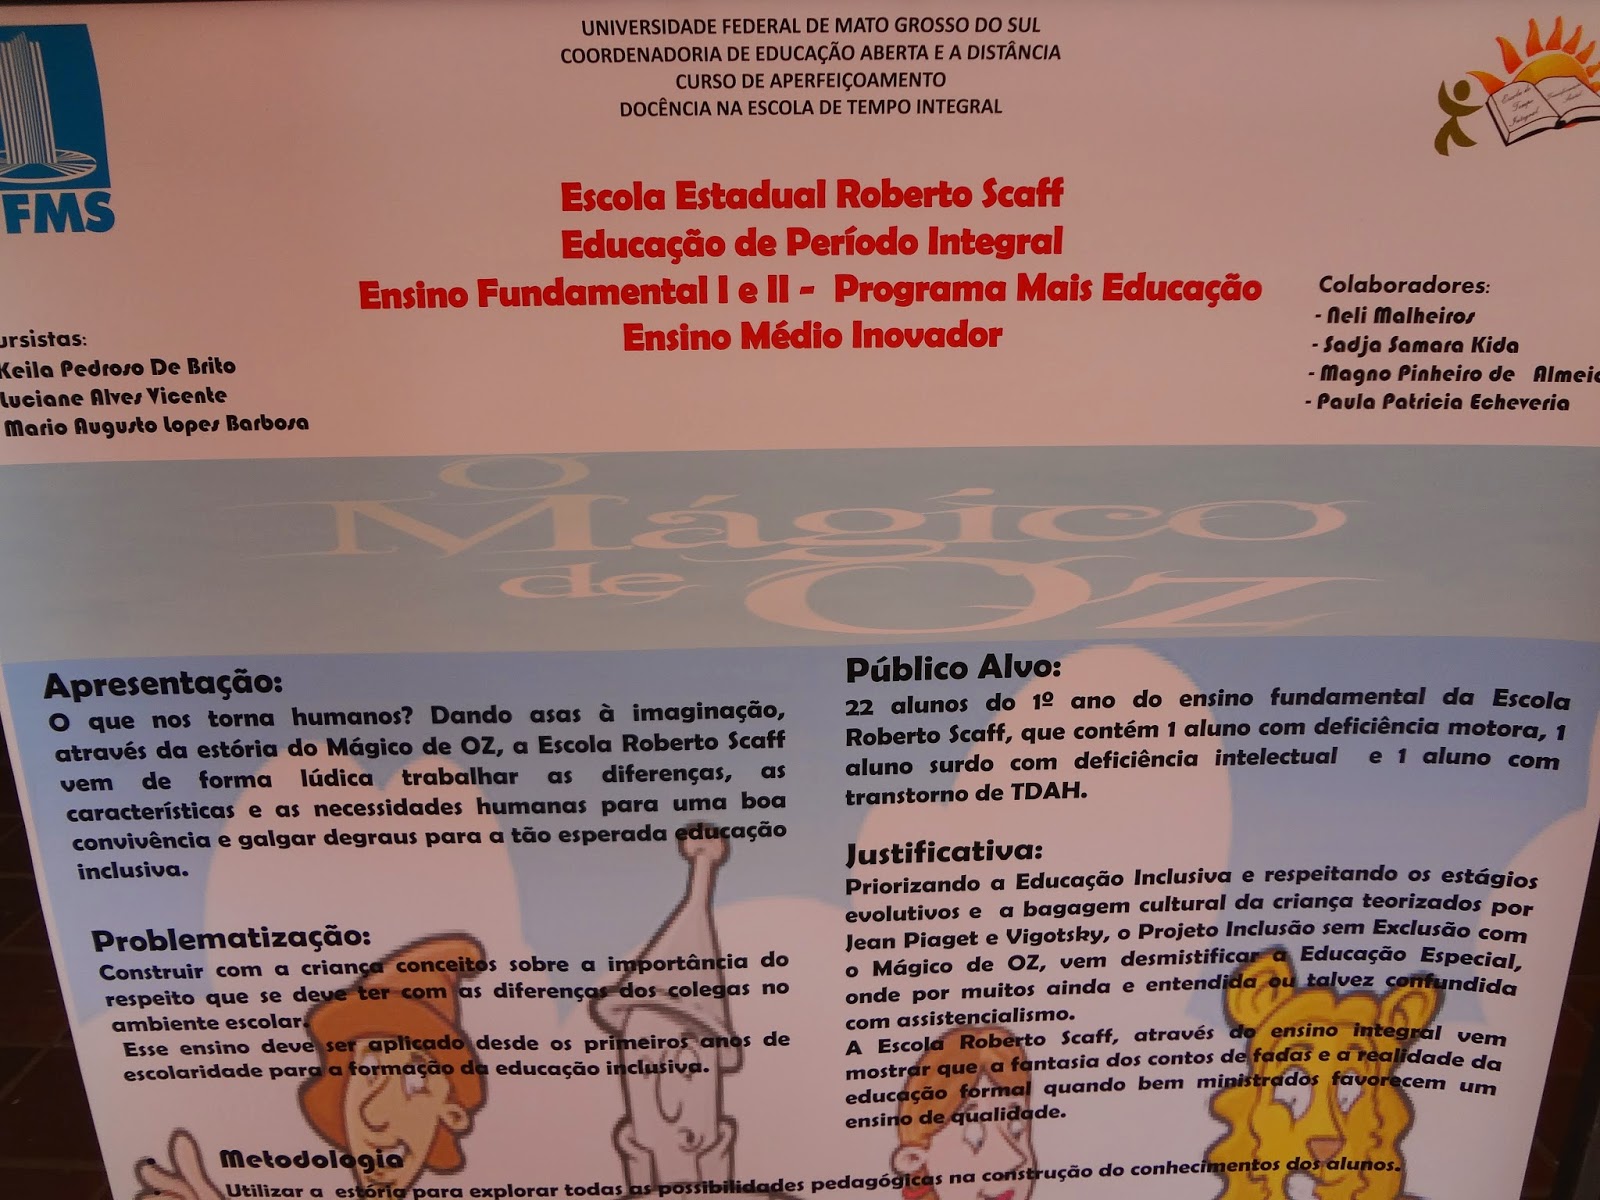 UNIVERSIDADE FEDERAL DE MATO GROSSO DO SUL
COORDENADORIA DE EDUCAÇÃO ABERTA E A DISTÂNCIA
CURSO DE APERFEIÇOAMENTO
DOCÊNCIA NA ESCOLA DE TEMPO INTEGRAL
FMS
Escola de Tempo Integral
Escola Estadual Roberto Scaff
Educação de Período Integral
Ensino Fundamental I e II - Programa Mais Educação
Ensino Médio Inovador
ursistas:
Keila Pedroso De Brito
Luciane Alves Vicente
Mario Augusto Lopes Barbosa
Colaboradores:
- Neli Malheiros
- Sadja Samara Kida
- Magno Pinheiro de Almeid
- Paula Patricia Echeveria
O
Mágico
de Oz
Apresentação:
O que nos torna humanos? Dando asas à imaginação,
através da estória do Mágico de OZ, a Escola Roberto Scaff
vem de forma lúdica trabalhar as diferenças, as
características e as necessidades humanas para uma boa
convivência e galgar degraus para a tão esperada educação
inclusiva.
Problematização:
Construir com a criança conceitos sobre a importância do
respeito que se deve ter com as diferenças dos colegas no
ambiente escolar.
Esse ensino deve ser aplicado desde os primeiros anos de
escolaridade para a formação da educação inclusiva.
Público Alvo:
22 alunos do 1º ano do ensino fundamental da Escola
Roberto Scaff, que contém 1 aluno com deficiência motora, 1
aluno surdo com deficiência intelectual e 1 aluno com
transtorno de TDAH.
Justificativa:
Priorizando a Educação Inclusiva e respeitando os estágios
evolutivos e a bagagem cultural da criança teorizados por
Jean Piaget e Vigotsky, o Projeto Inclusão sem Exclusão com
o Mágico de OZ, vem desmistificar a Educação Especial,
onde por muitos ainda e entendida ou talvez confundida
com assistencialismo.
A Escola Roberto Scaff, através do ensino integral vem
mostrar que a fantasia dos contos de fadas e a realidade da
educação formal quando bem ministrados favorecem um
ensino de qualidade.
• Metodologia
• Utilizar a estória para explorar todas as possibilidades pedagógicas na construção do conhecimentos dos alunos.